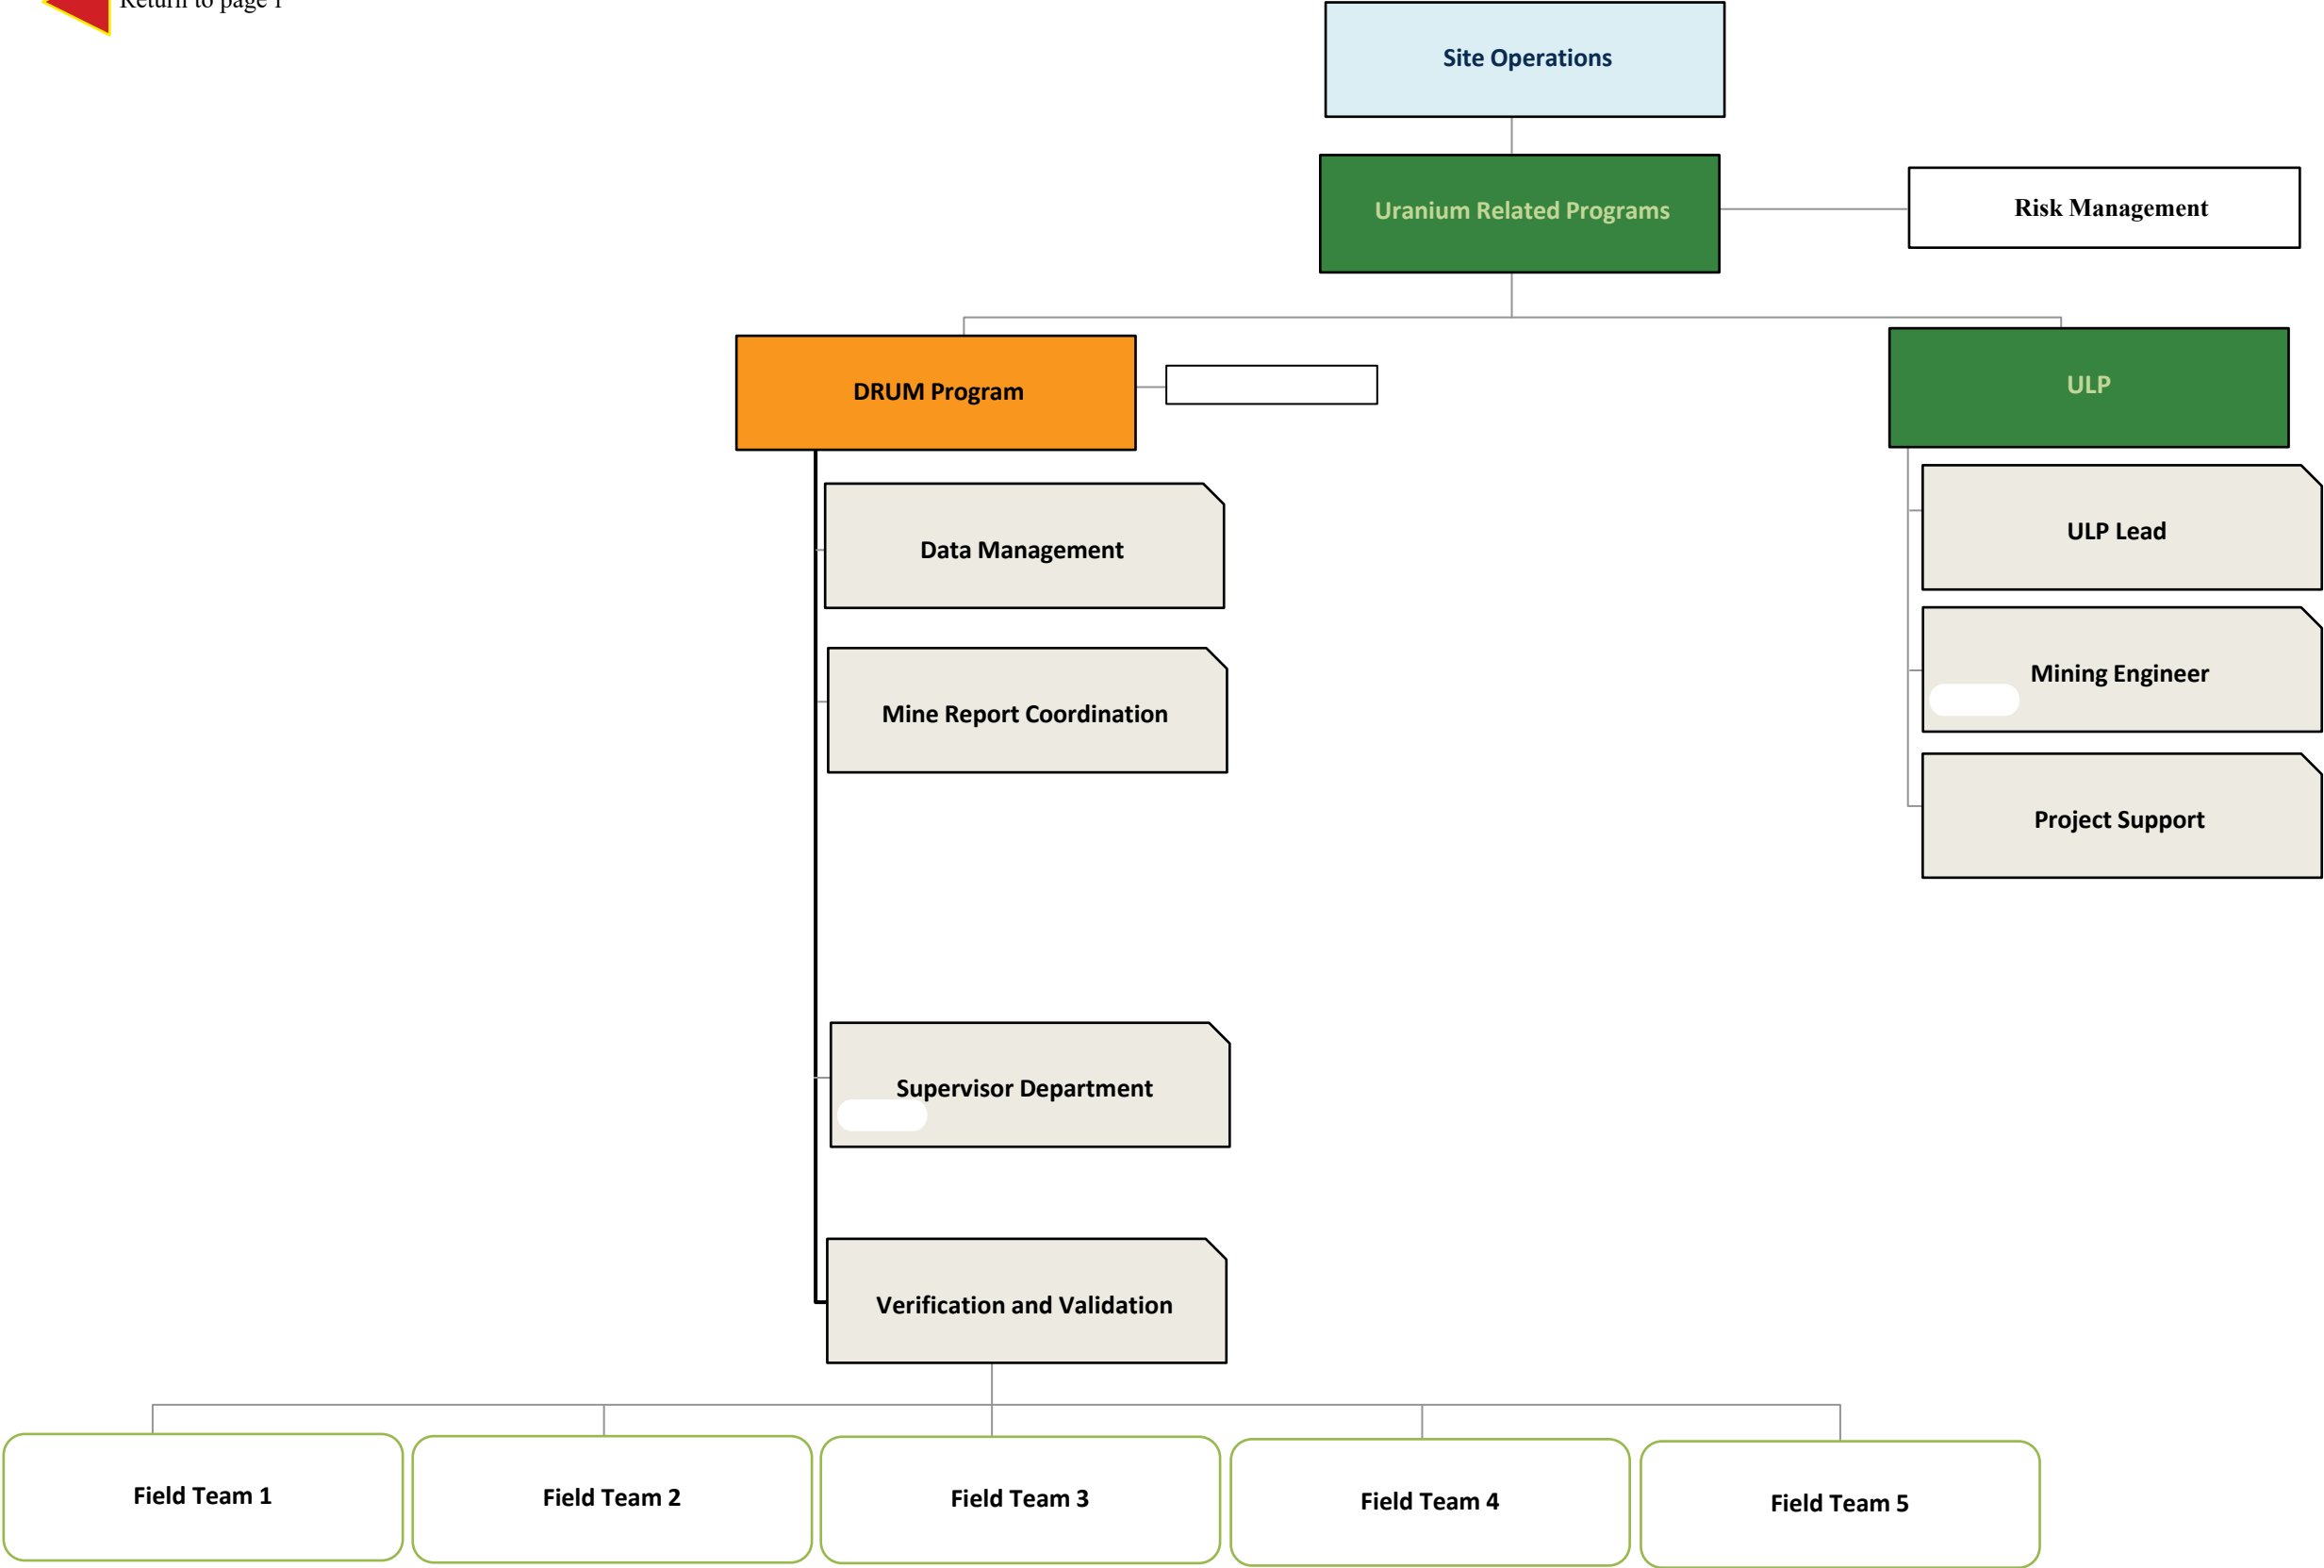 Return to page 1
Site Operations
Uranium Related Programs
Risk Management
DRUM Program
ULP
Data Management
ULP Lead
Mine Report Coordination
Mining Engineer
Project Support
Supervisor Department
Verification and Validation
Field Team 1
Field Team 2
Field Team 3
Field Team 4
Field Team 5